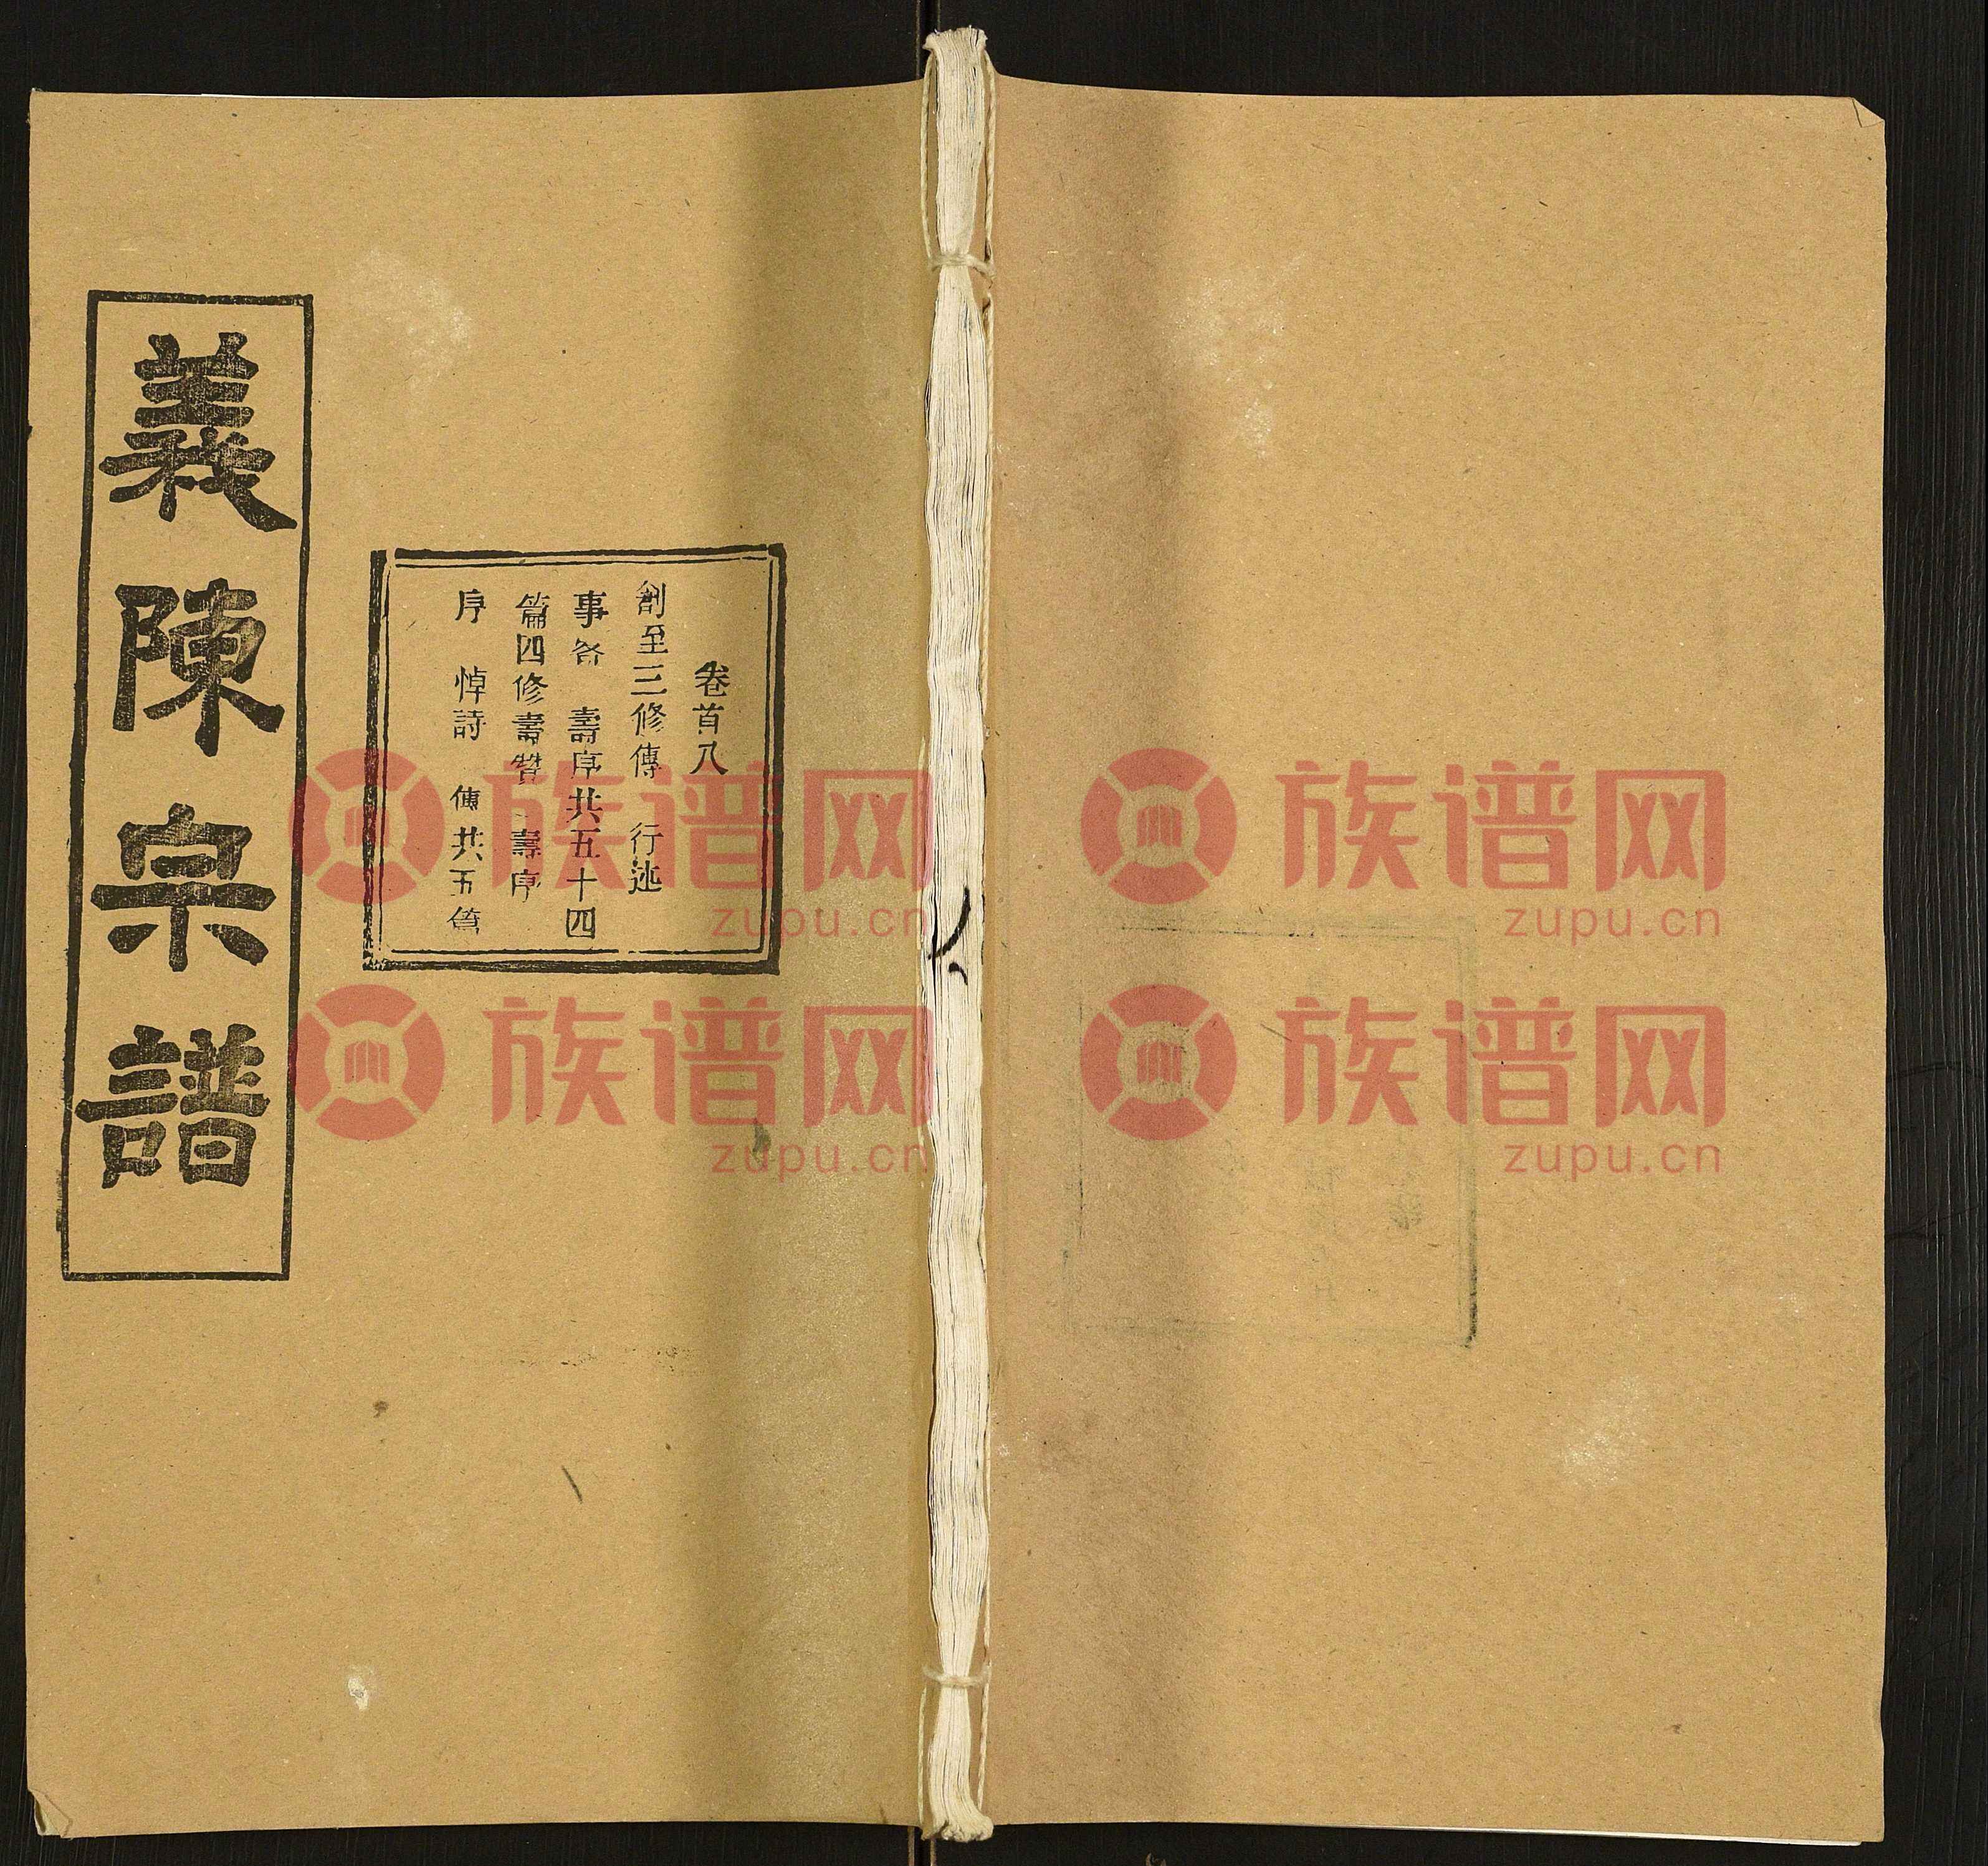 義陳宗譜
卷首八
創至三修傳 行述
事畧 壽序共五十四
篇四修壽贊 壽序
序 悼詩 傳共五篇
族谱网
zupu.cn
族谱网
zupu.cn
族谱网
zupu.cn
族谱网
zupu.cn